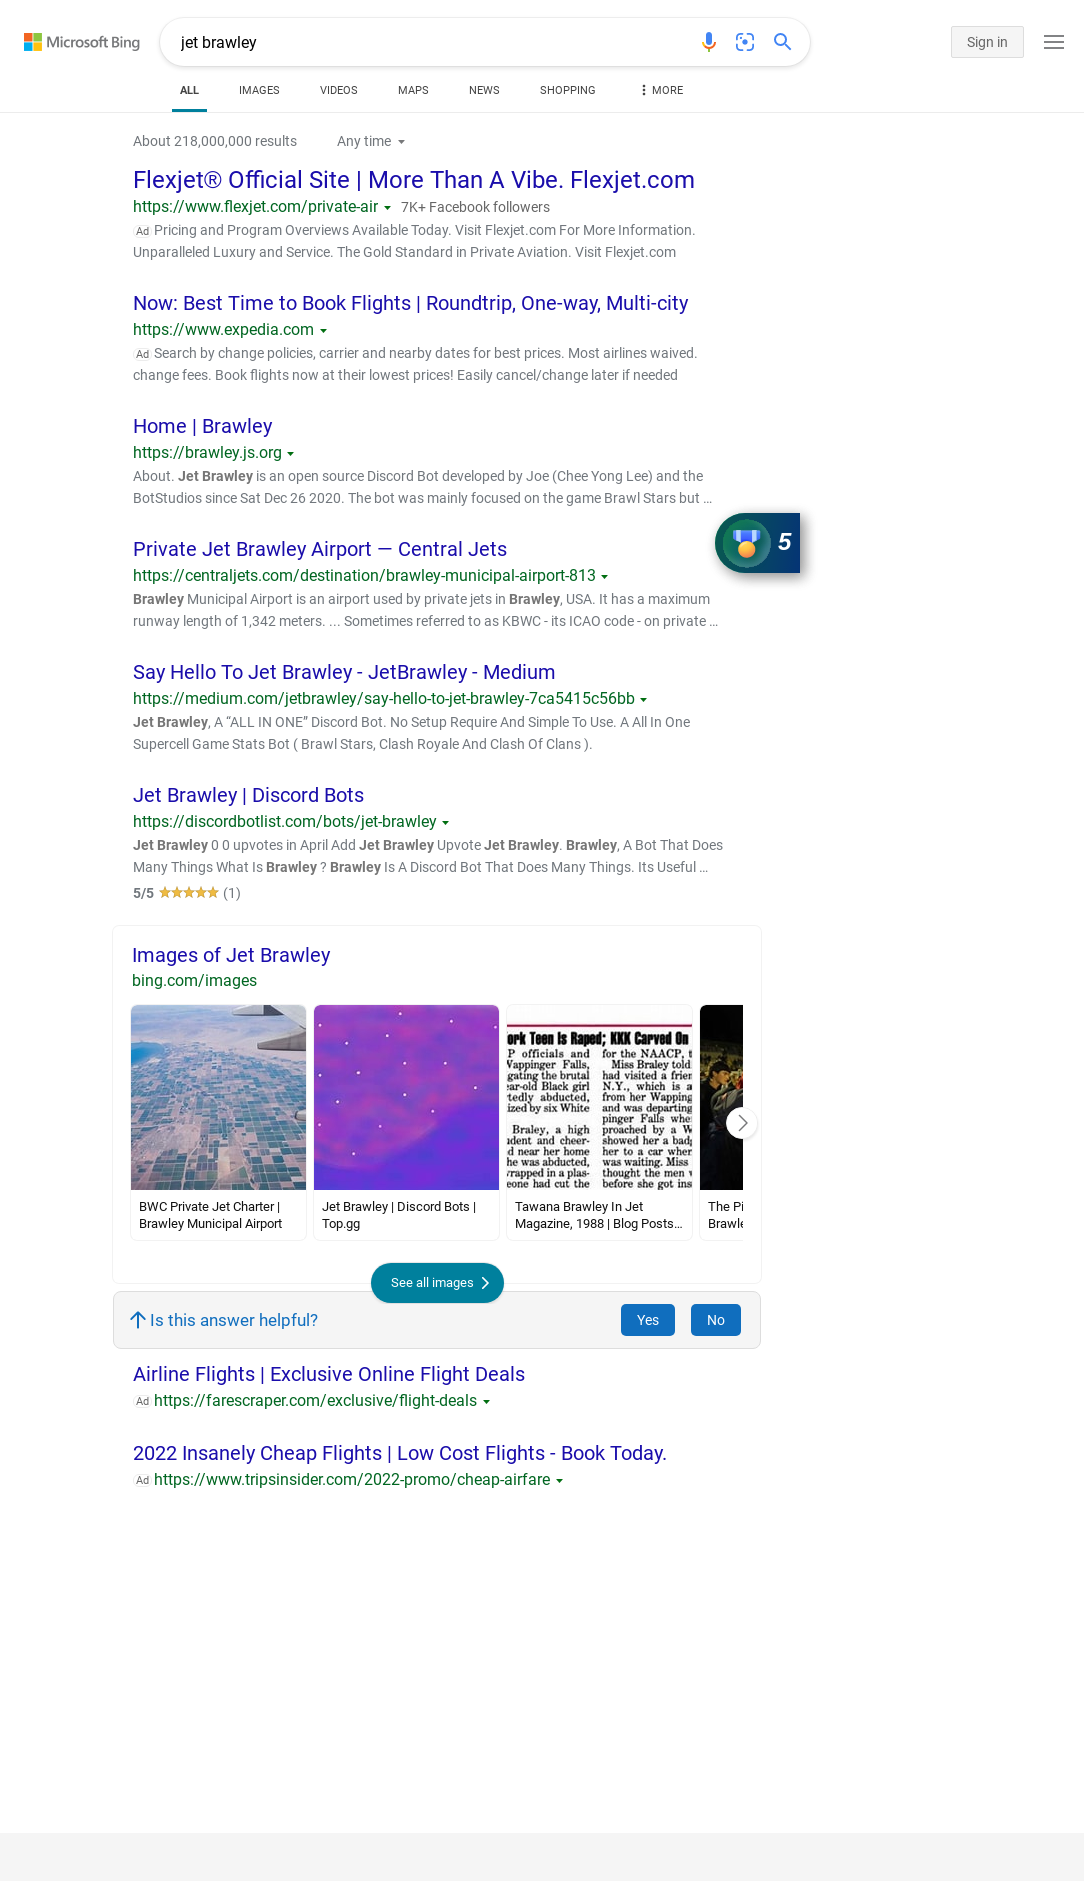 Microsoft Bing
jet brawley
Sign in
ALL IMAGES VIDEOS MAPS NEWS SHOPPING MORE
About 218,000,000 results Any time
Flexjet® Official Site | More Than A Vibe. Flexjet.com
https://www.flexjet.com/private-air 7K+ Facebook followers
Ad Pricing and Program Overviews Available Today. Visit Flexjet.com For More Information.
Unparalleled Luxury and Service. The Gold Standard in Private Aviation. Visit Flexjet.com
Now: Best Time to Book Flights | Roundtrip, One-way, Multi-city
https://www.expedia.com
Ad Search by change policies, carrier and nearby dates for best prices. Most airlines waived.
change fees. Book flights now at their lowest prices! Easily cancel/change later if needed
Home | Brawley
https://brawley.js.org
About. Jet Brawley is an open source Discord Bot developed by Joe (Chee Yong Lee) and the
BotStudios since Sat Dec 26 2020. The bot was mainly focused on the game Brawl Stars but …
5
Private Jet Brawley Airport — Central Jets
https://centraljets.com/destination/brawley-municipal-airport-813
Brawley Municipal Airport is an airport used by private jets in Brawley, USA. It has a maximum
runway length of 1,342 meters. ... Sometimes referred to as KBWC - its ICAO code - on private …
Say Hello To Jet Brawley - JetBrawley - Medium
https://medium.com/jetbrawley/say-hello-to-jet-brawley-7ca5415c56bb
Jet Brawley, A “ALL IN ONE” Discord Bot. No Setup Require And Simple To Use. A All In One
Supercell Game Stats Bot ( Brawl Stars, Clash Royale And Clash Of Clans ).
Jet Brawley | Discord Bots
https://discordbotlist.com/bots/jet-brawley
Jet Brawley 0 0 upvotes in April Add Jet Brawley Upvote Jet Brawley. Brawley, A Bot That Does
Many Things What Is Brawley ? Brawley Is A Discord Bot That Does Many Things. Its Useful …
5/5 (1)
Images of Jet Brawley
bing.com/images
ork Teen Is Raped; KKK Carved On
P officials and
Wappinger Falls,
gating the brutal
ear-old Black girl
rtedly abducted,
ized by six White
Braley, a high
udent and cheer-
d near her home
he was abducted,
wrapped in a plas-
eone had cut the
for the NAACP, t
Miss Braley told
had visited a frien
N.Y., which is a
from her Wapping
and was departing
pinger Falls when
proached by a W
showed her a badg
her to a car wher
was waiting. Miss
thought the men w
before she got ins
BWC Private Jet Charter |
Brawley Municipal Airport
Jet Brawley | Discord Bots |
Top.gg
Tawana Brawley In Jet
Magazine, 1988 | Blog Posts…
The Pi
Brawle
See all images
Is this answer helpful? Yes No
Airline Flights | Exclusive Online Flight Deals
Ad https://farescraper.com/exclusive/flight-deals
2022 Insanely Cheap Flights | Low Cost Flights - Book Today.
Ad https://www.tripsinsider.com/2022-promo/cheap-airfare